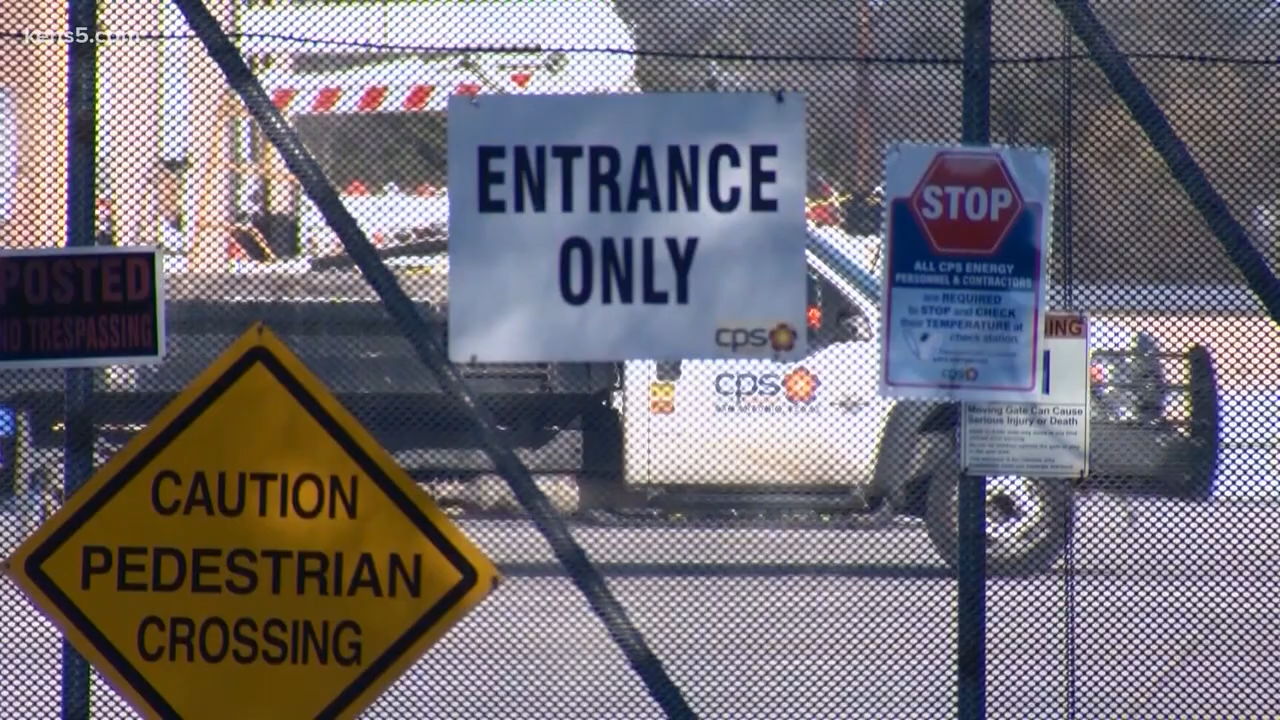 kens5.com
POSTED
NO TRESPASSING
ENTRANCE
ONLY
cps
STOP
ALL CPS ENERGY
PERSONNEL & CONTRACTORS
are REQUIRED
to STOP and CHECK
their TEMPERATURE at
check station
cps
cps
ING
Moving Gate Can Cause
Serious Injury or Death
CAUTION
PEDESTRIAN
CROSSING